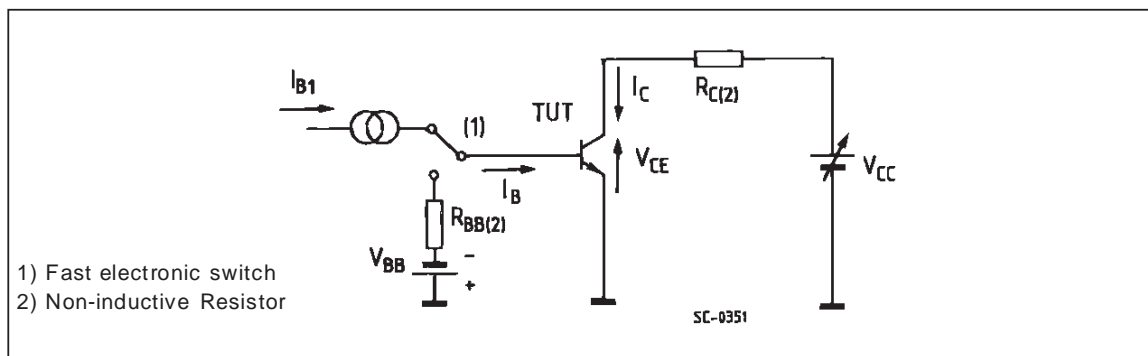 I_B1
(1)
TUT
I_C
R_C(2)
V_CE
V_CC
I_B
R_BB(2)
V_BB
-
+
1) Fast electronic switch
2) Non-inductive Resistor
SC-0351